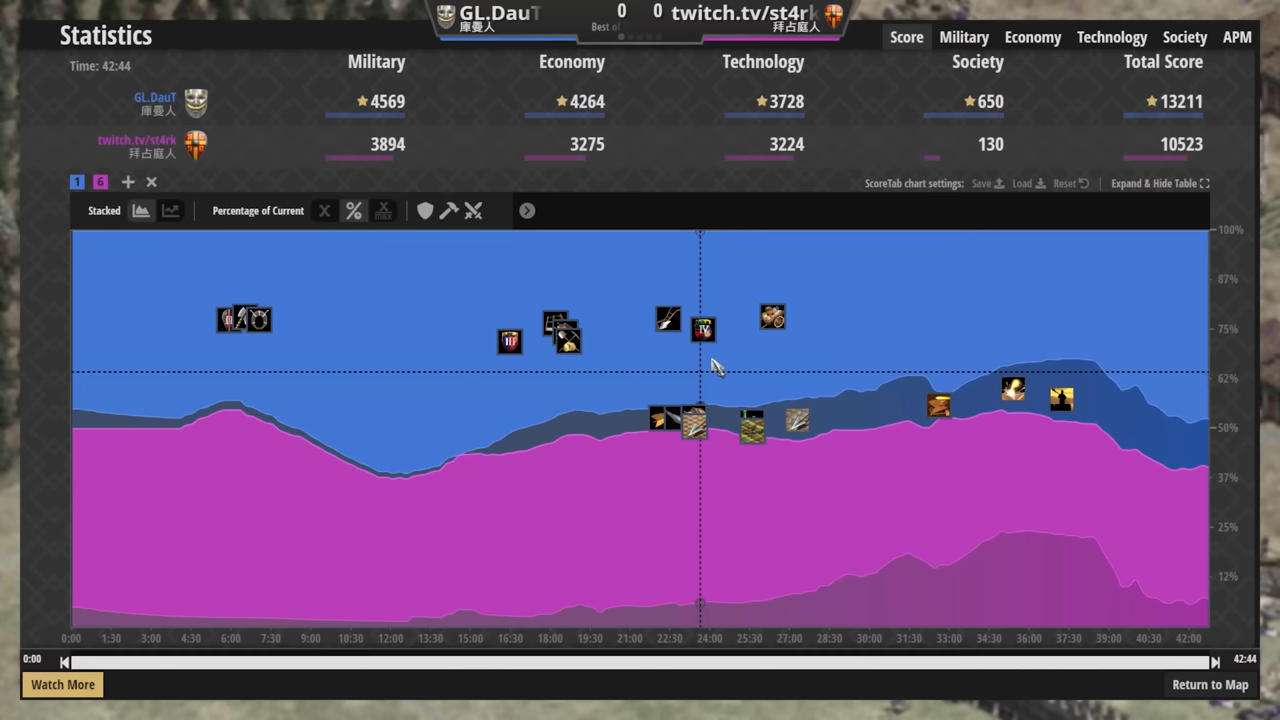 GL.DauT 0 0 twitch.tv/st4rk
庫曼人 Best of 拜占庭人
Statistics Score Military Economy Technology Society APM
Time: 42:44 Military Economy Technology Society Total Score
GL.DauT 4569 4264 3728 650 13211
庫曼人
twitch.tv/st4rk 3894 3275 3224 130 10523
拜占庭人
1 6 ScoreTab chart settings: Save Load Reset Expand & Hide Table
Stacked Percentage of Current X % X max
100%
87%
75%
62%
50%
37%
25%
12%
III
IV
0:00 1:30 3:00 4:30 6:00 7:30 9:00 10:30 12:00 13:30 15:00 16:30 18:00 19:30 21:00 22:30 24:00 25:30 27:00 28:30 30:00 31:30 33:00 34:30 36:00 37:30 39:00 40:30 42:00
0:00 42:44
Watch More Return to Map